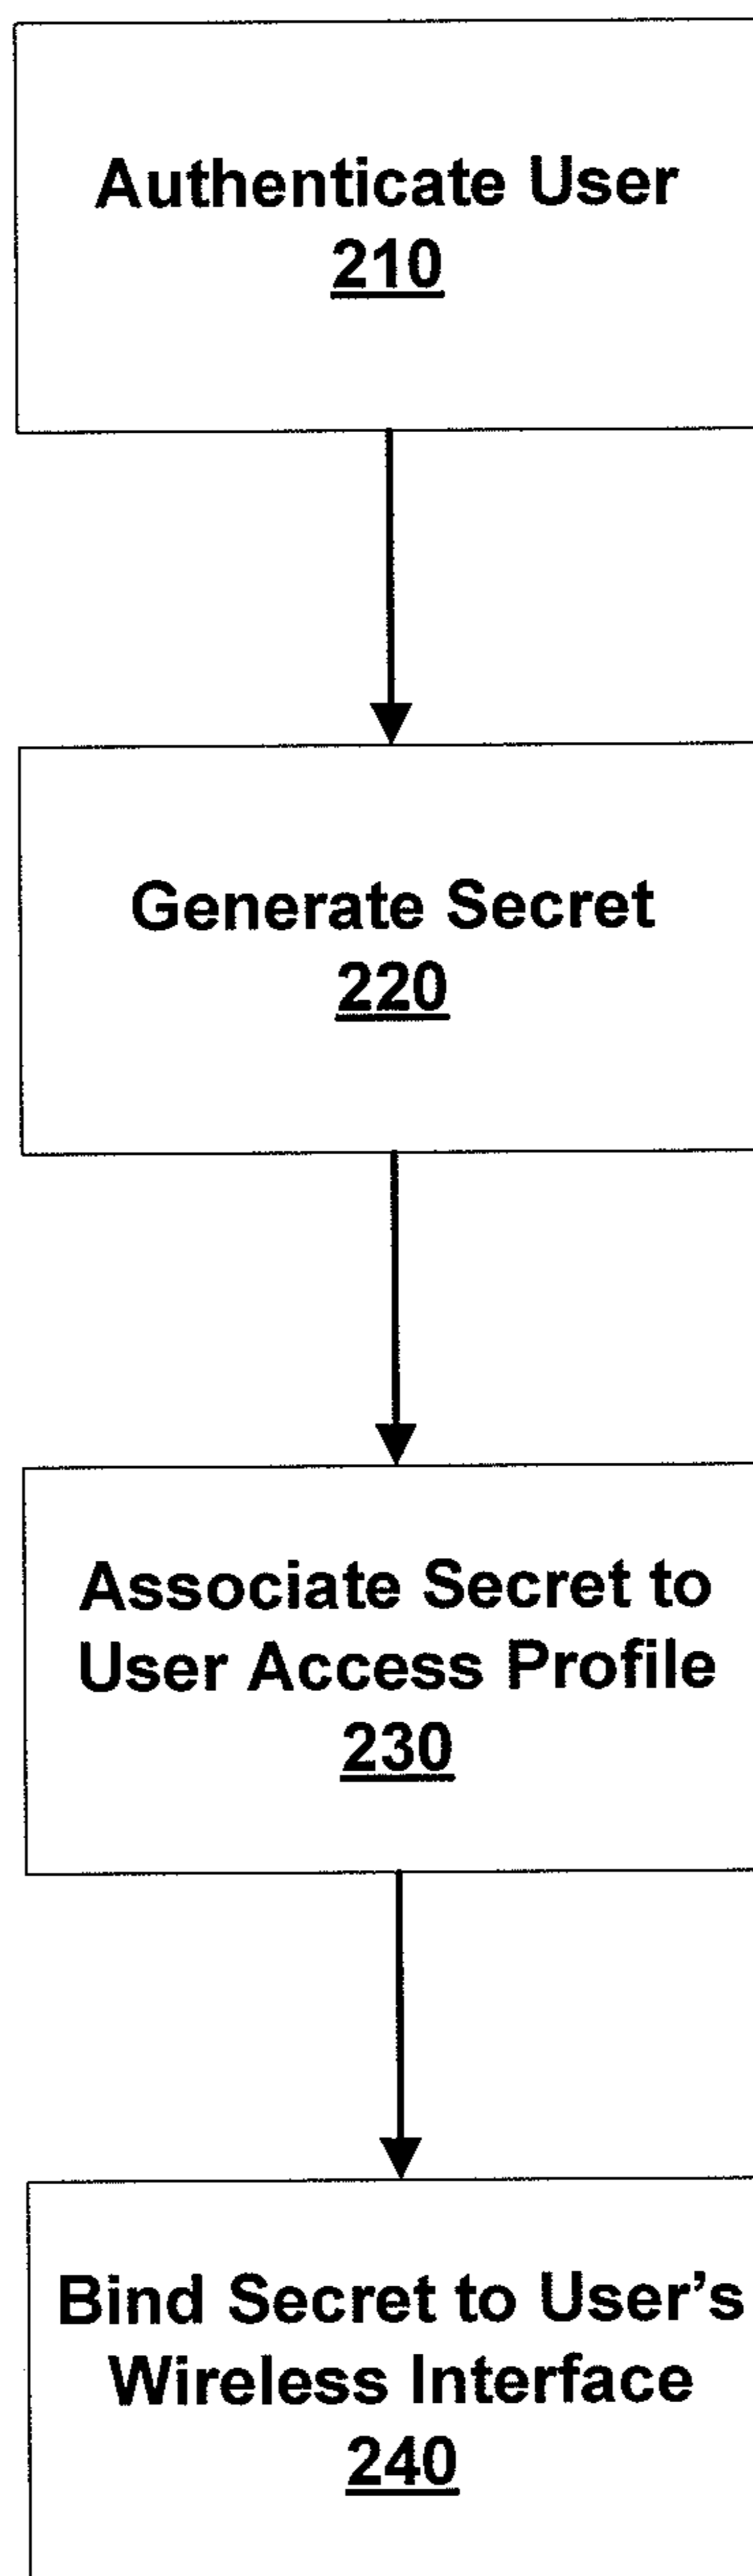 Authenticate User
210
Generate Secret
220
Associate Secret to
User Access Profile
230
Bind Secret to User’s
Wireless Interface
240